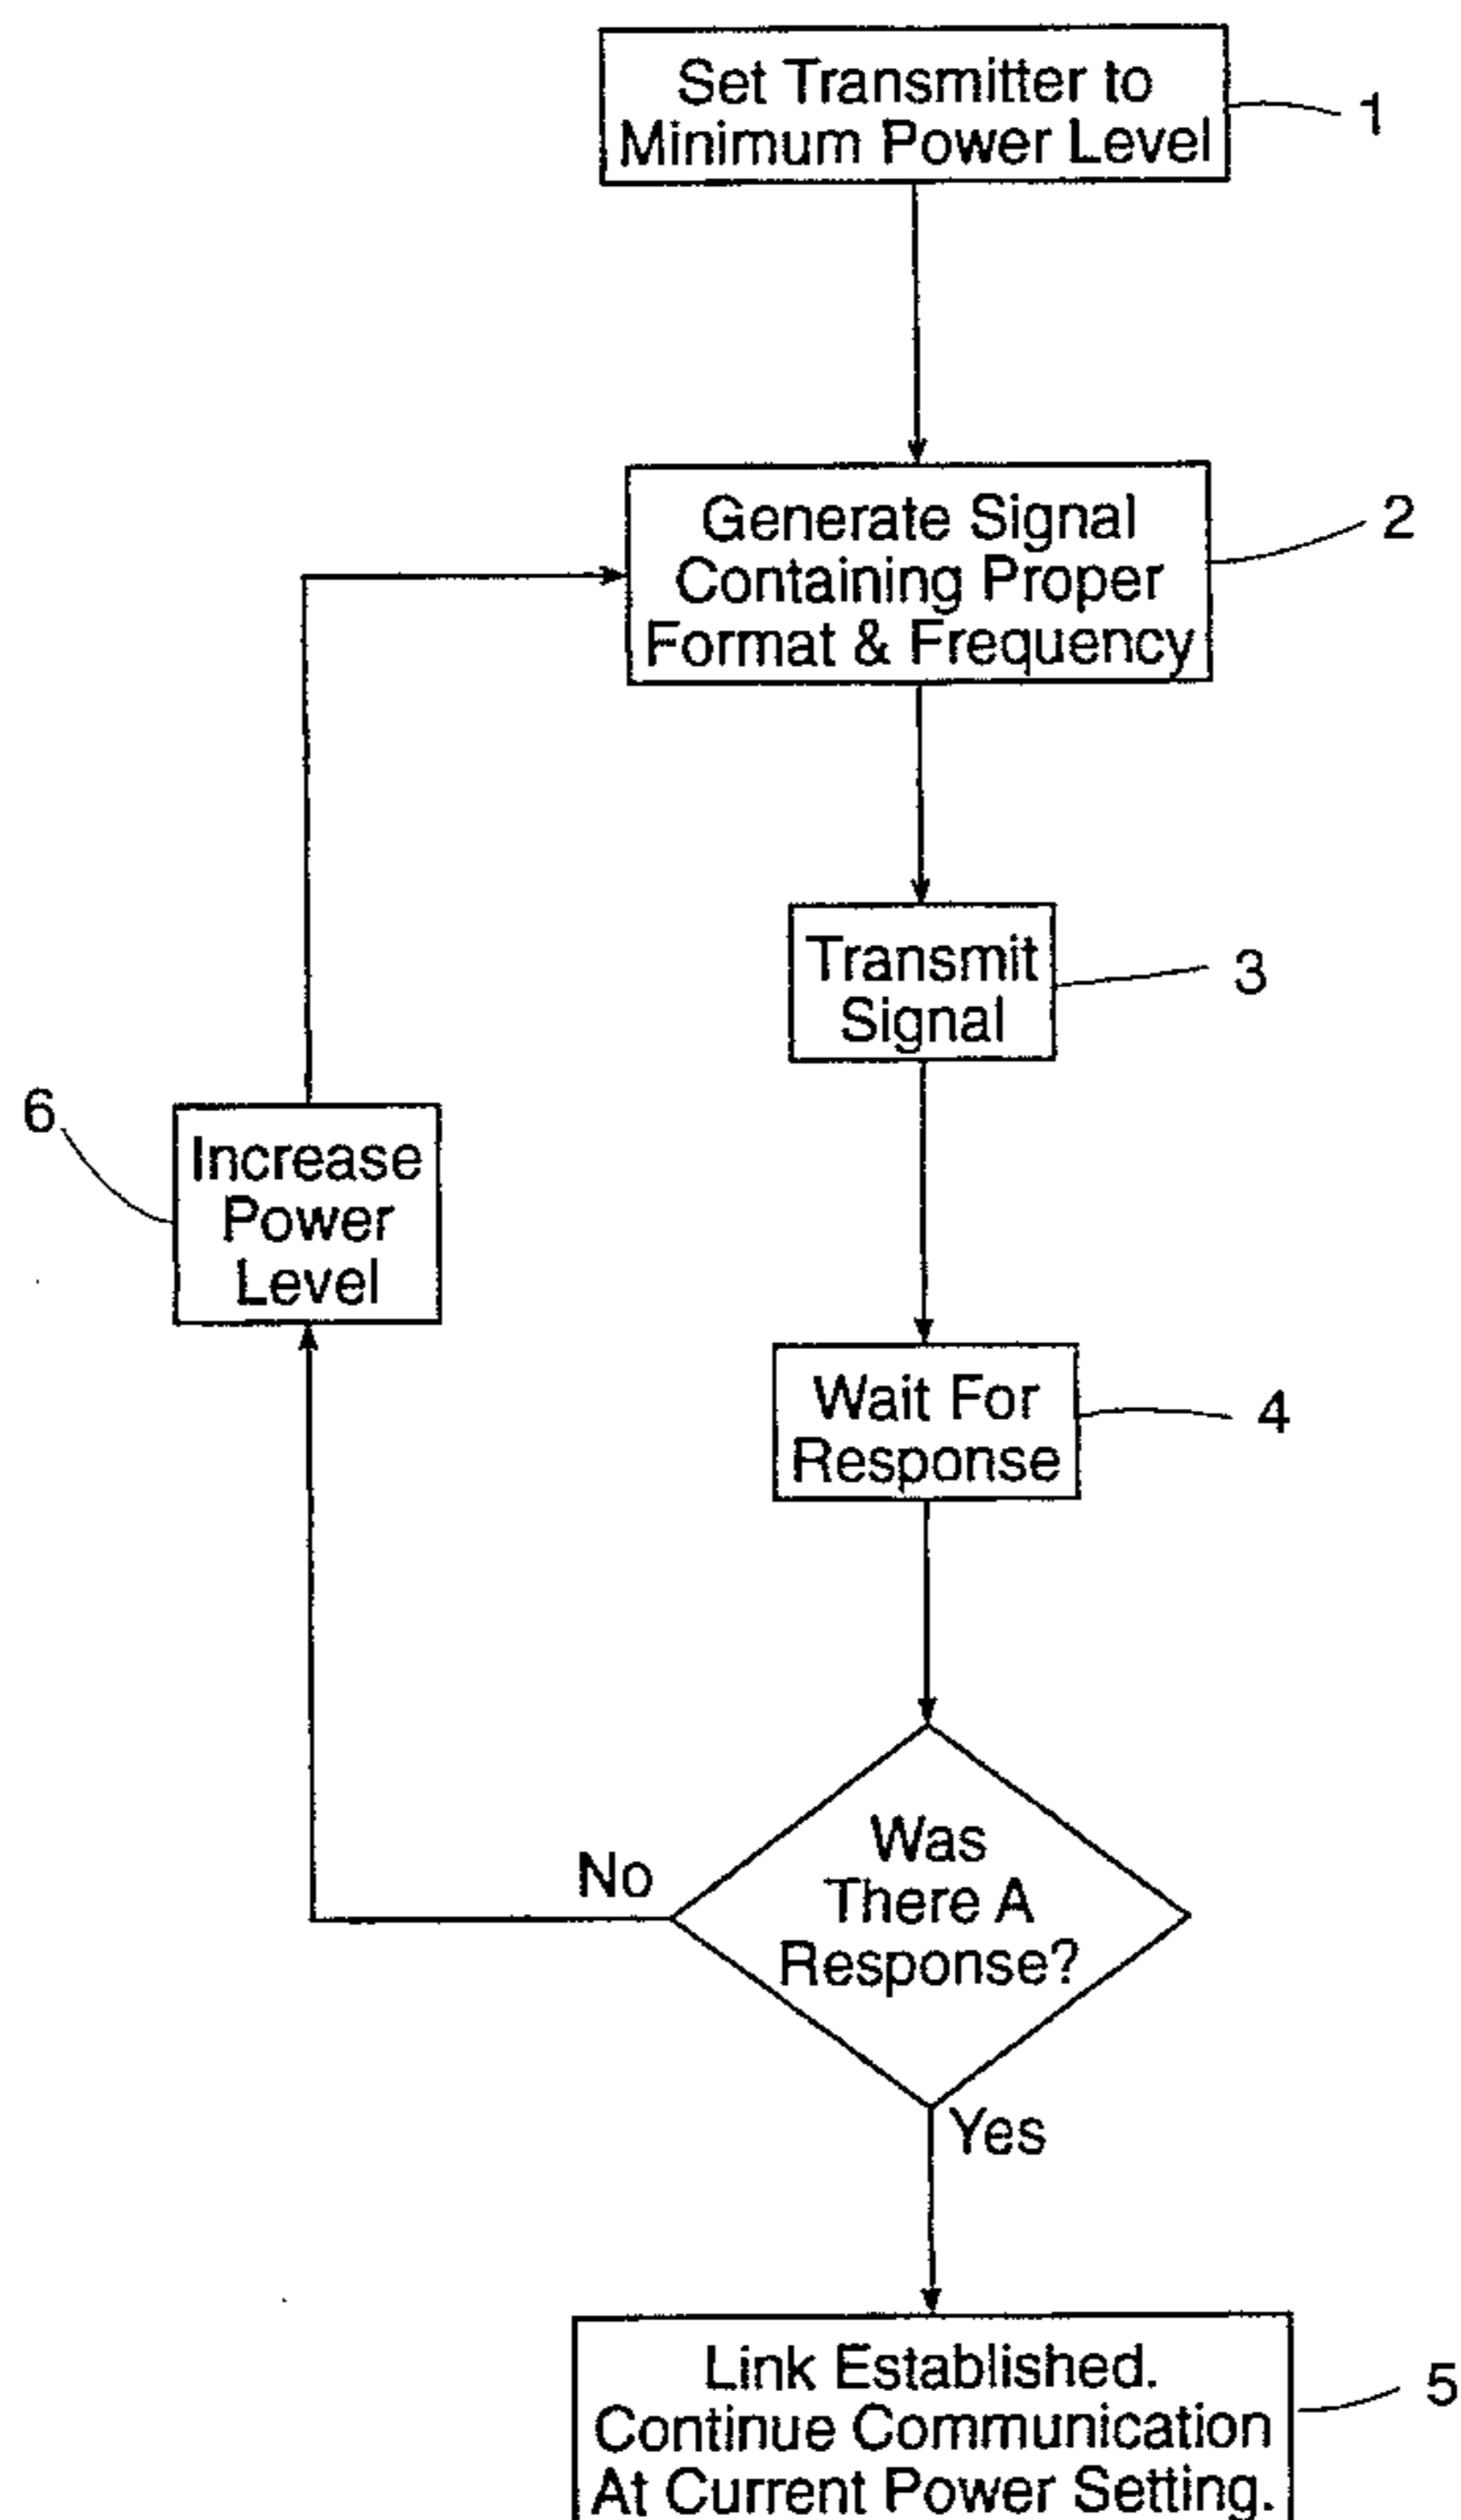 Set Transmitter to
Minimum Power Level
1
Generate Signal
Containing Proper
Format & Frequency
2
Transmit
Signal
3
6
Increase
Power
Level
Wait For
Response
4
Was
There A
Response?
No
Yes
Link Established.
Continue Communication
At Current Power Setting.
5